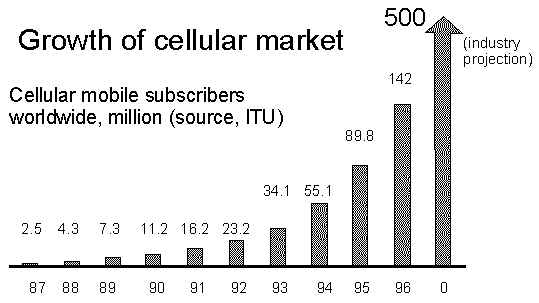 Growth of cellular market
500
(industry
projection)
Cellular mobile subscribers
worldwide, million (source, ITU)
2.5 4.3 7.3 11.2 16.2 23.2 34.1 55.1 89.8 142
87 88 89 90 91 92 93 94 95 96 0